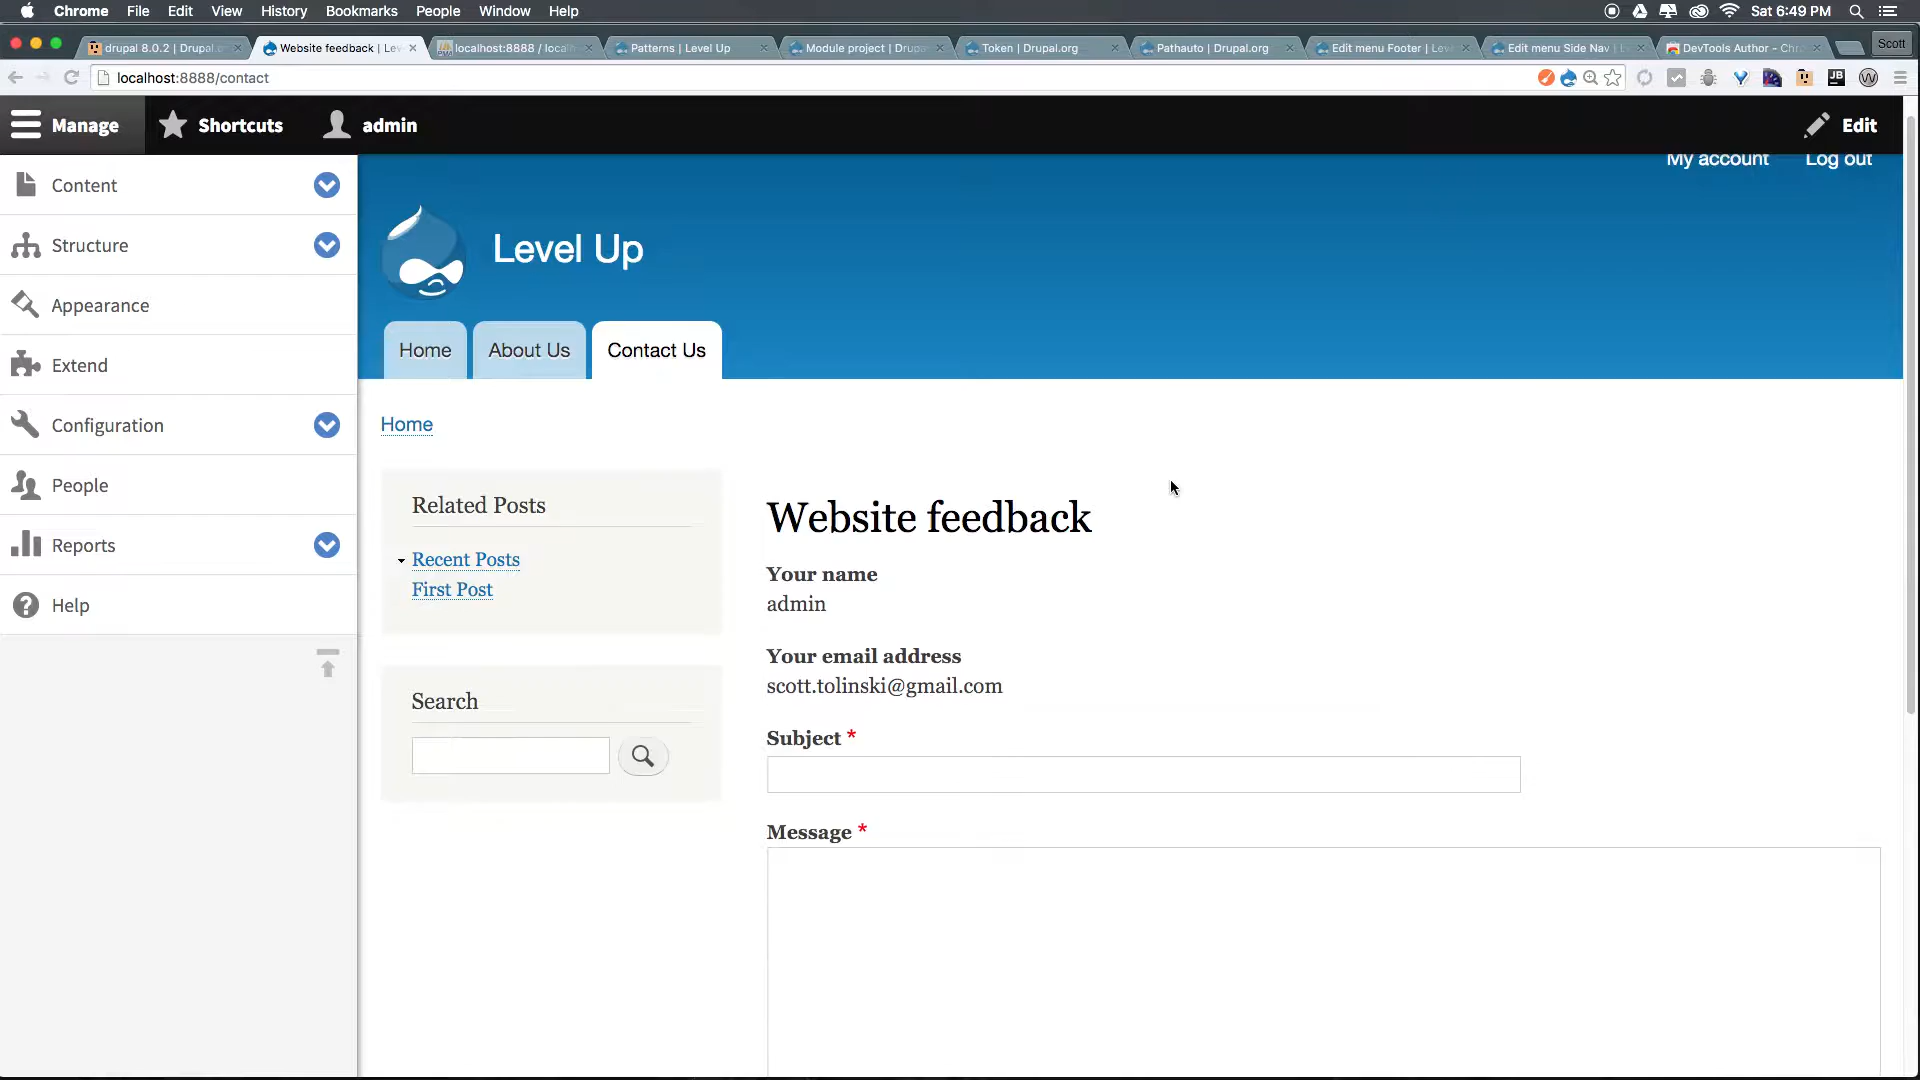 Chrome File Edit View History Bookmarks People Window Help Sat 6:49 PM
drupal 8.0.2 | Drupal.o Website feedback | Lev localhost:8888 / localh Patterns | Level Up Module project | Drupa Token | Drupal.org Pathauto | Drupal.org Edit menu Footer | Lev Edit menu Side Nav | L DevTools Author - Chr Scott
localhost:8888/contact
JB W
Manage Shortcuts admin Edit
My account Log out
Content
Structure
Appearance
Extend
Configuration
People
Reports
Help
Level Up
Home About Us Contact Us
Home
Related Posts
Recent Posts
First Post
Search
Website feedback
Your name
admin
Your email address
scott.tolinski@gmail.com
Subject *
Message *